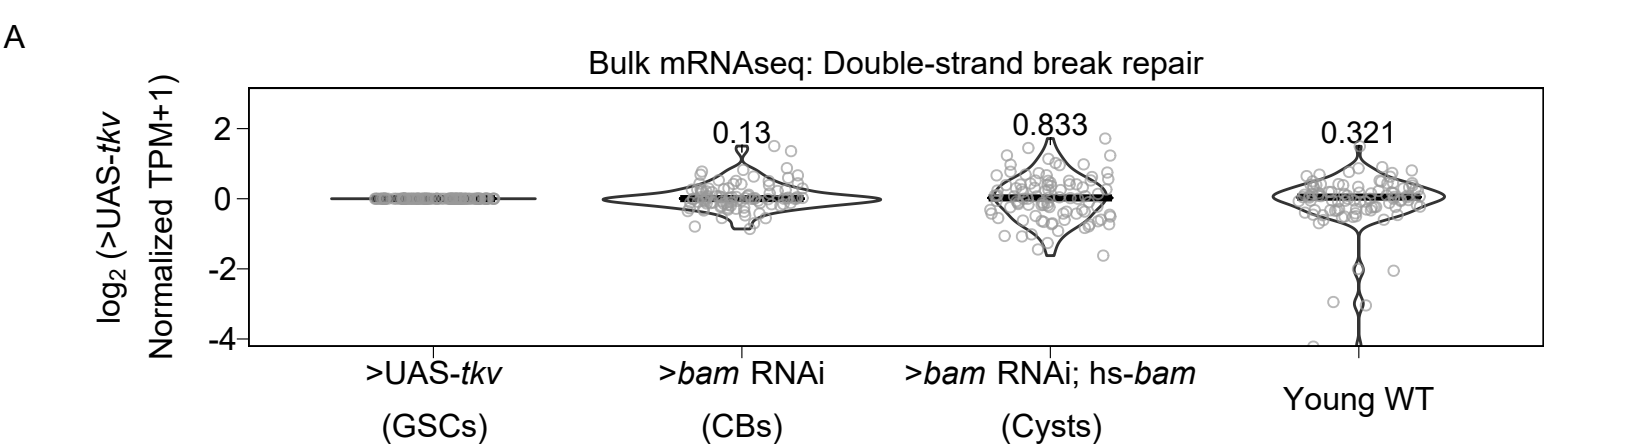 A
Bulk mRNAseq: Double-strand break repair
log2 (>UAS-tkv
Normalized TPM+1)
2
0
-2
-4
0.13
0.833
0.321
>UAS-tkv
(GSCs)
>bam RNAi
(CBs)
>bam RNAi; hs-bam
(Cysts)
Young WT